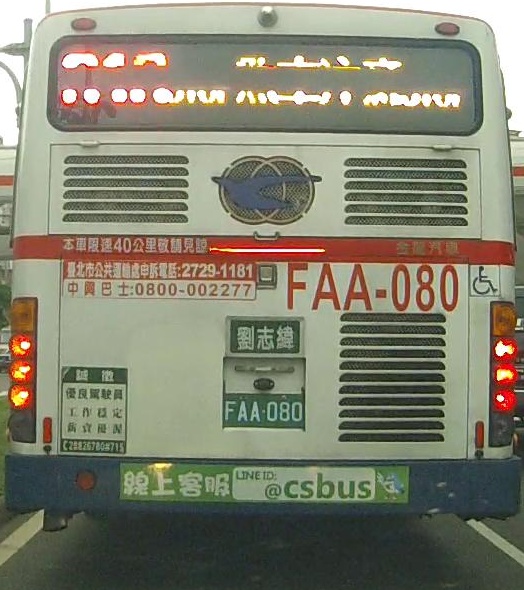 本車限速40公里敬請見諒
臺北市公共運輸處申訴電話:2729-1181
中興巴士:0800-002277
FAA-080
劉志緯
FAA-080
誠徵
優良駕駛員
工作穩定
薪資優渥
線上客服
LINE ID:
@csbus